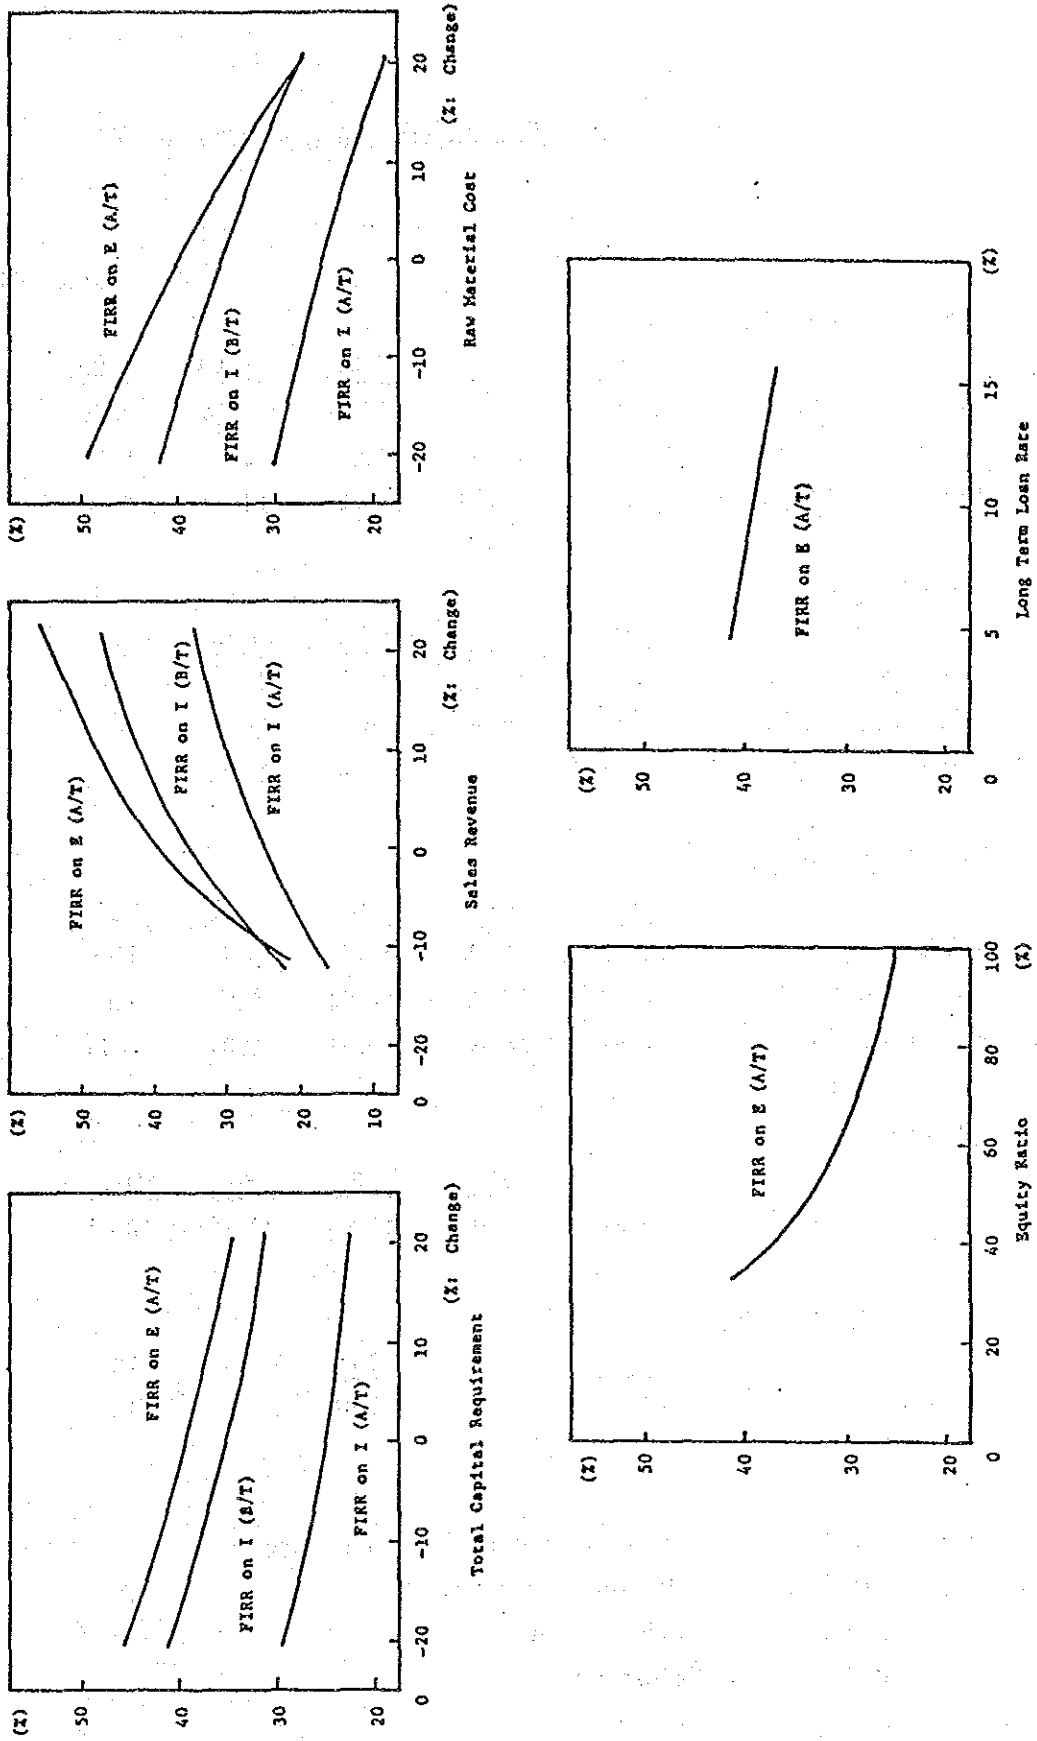 (%)
50
40
30
20
0
-20
-10
0
10
20
(%: Change)
Total Capital Requirement
FIRR on E (A/T)
FIRR on I (B/T)
FIRR on I (A/T)
(%)
50
40
30
20
10
0
-20
-10
0
10
20
(%: Change)
Sales Revenue
FIRR on E (A/T)
FIRR on I (B/T)
FIRR on I (A/T)
(%)
50
40
30
20
-20
-10
0
10
20
(%: Change)
Raw Material Cost
FIRR on E (A/T)
FIRR on I (B/T)
FIRR on I (A/T)
(%)
50
40
30
20
0
20
40
60
80
100
(%)
Equity Ratio
FIRR on E (A/T)
(%)
50
40
30
20
0
5
10
15
(%)
Long Term Loan Rate
FIRR on E (A/T)